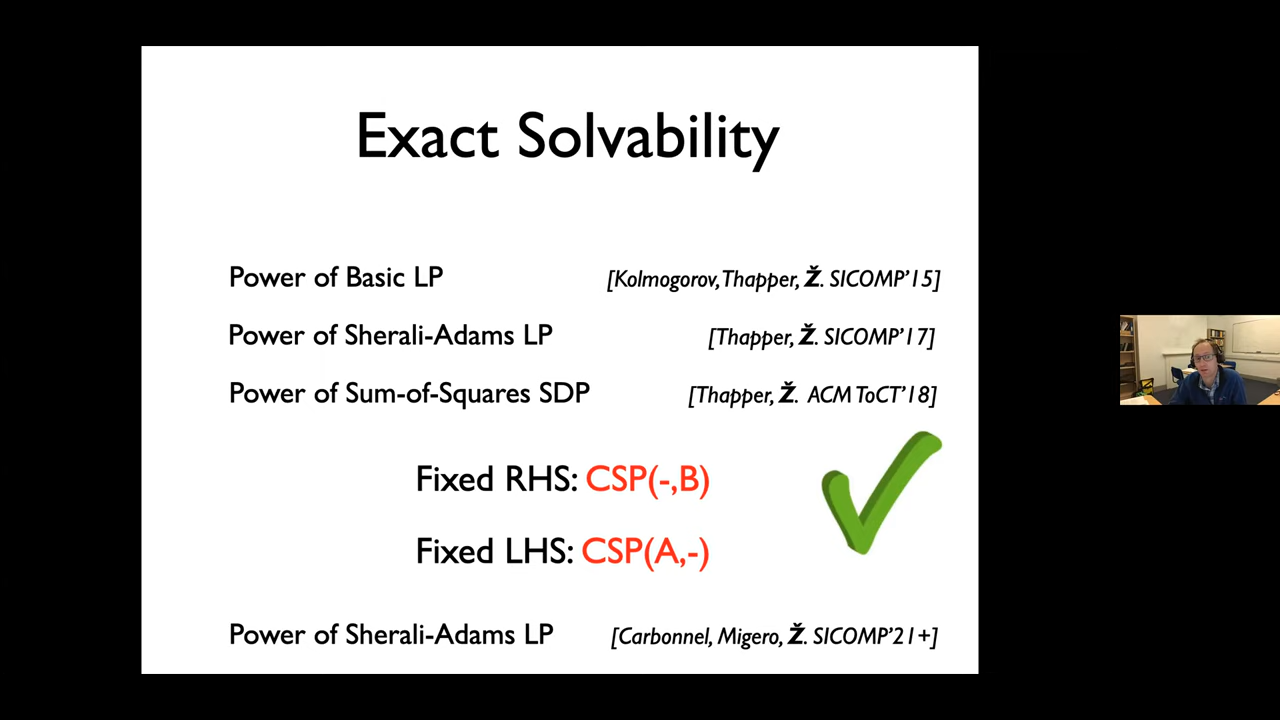 Exact Solvability
Power of Basic LP [Kolmogorov, Thapper, Ž. SICOMP'15]
Power of Sherali-Adams LP [Thapper, Ž. SICOMP'17]
Power of Sum-of-Squares SDP [Thapper, Ž. ACM ToCT'18]
Fixed RHS: CSP(-,B)
Fixed LHS: CSP(A,-)
Power of Sherali-Adams LP [Carbonnel, Migero, Ž. SICOMP'21+]